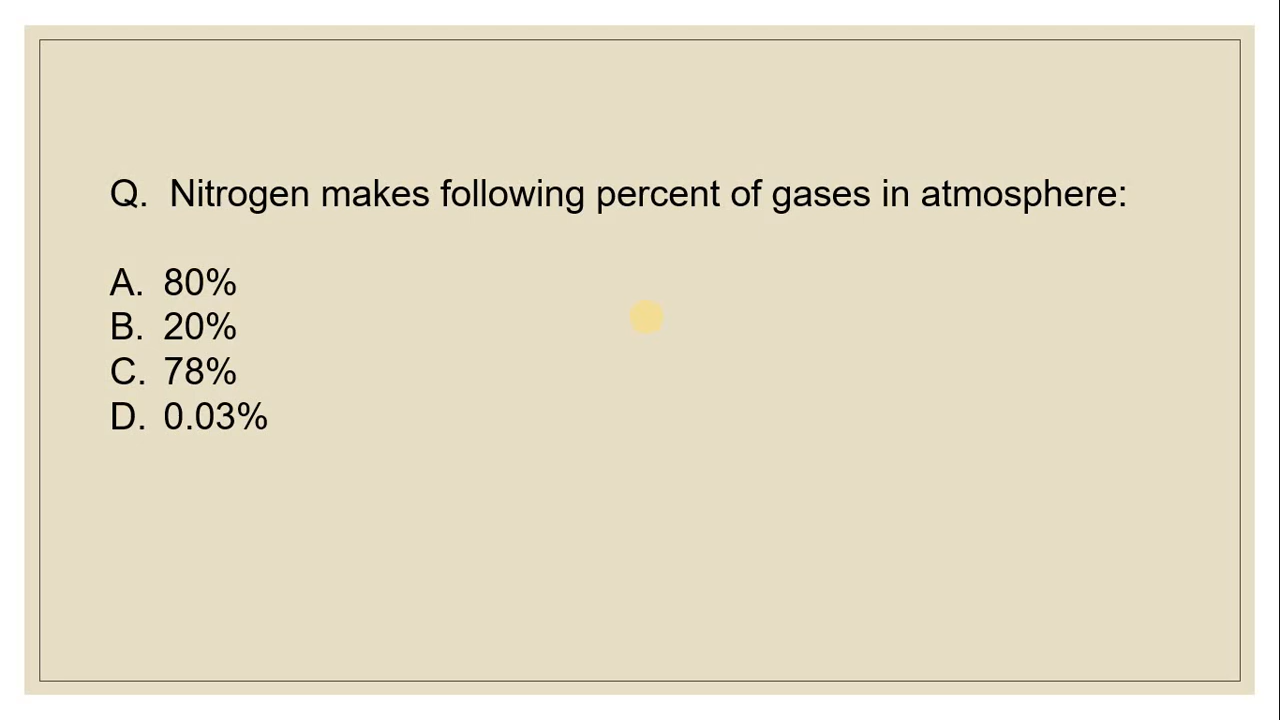 Q. Nitrogen makes following percent of gases in atmosphere:
A. 80%
B. 20%
C. 78%
D. 0.03%